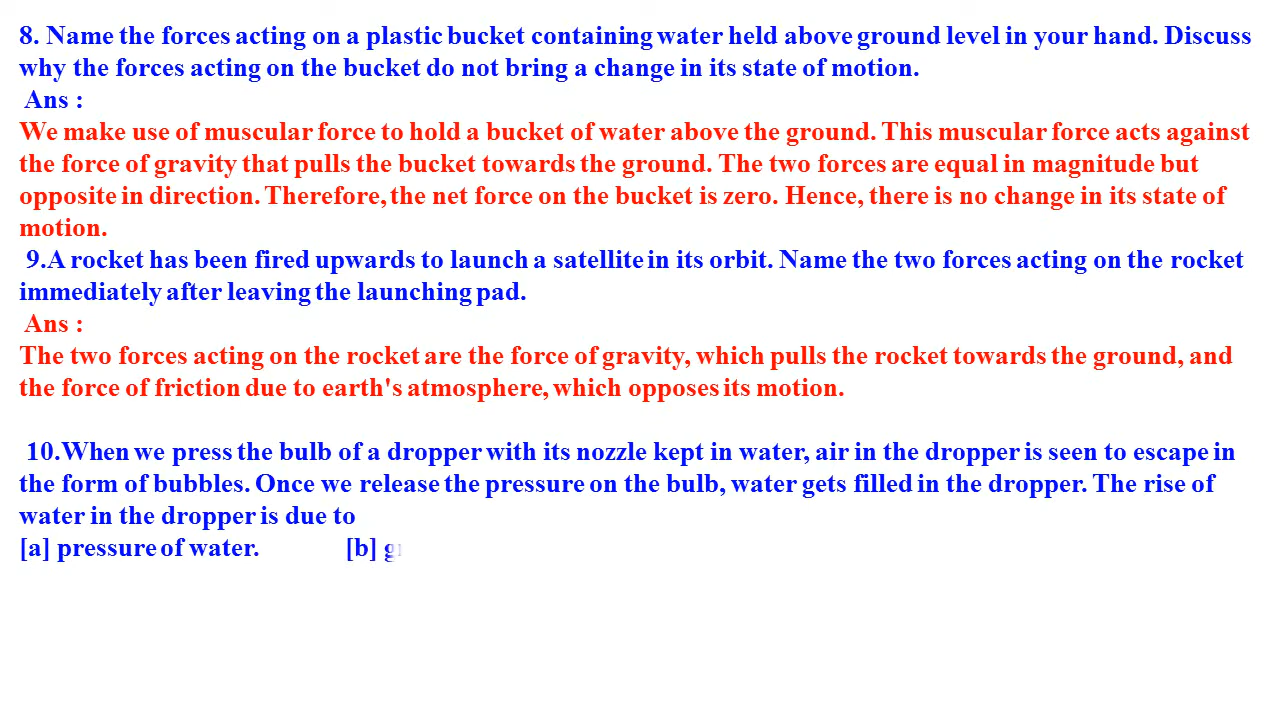 8. Name the forces acting on a plastic bucket containing water held above ground level in your hand. Discuss
why the forces acting on the bucket do not bring a change in its state of motion.
Ans :
We make use of muscular force to hold a bucket of water above the ground. This muscular force acts against
the force of gravity that pulls the bucket towards the ground. The two forces are equal in magnitude but
opposite in direction. Therefore, the net force on the bucket is zero. Hence, there is no change in its state of
motion.
9.A rocket has been fired upwards to launch a satellite in its orbit. Name the two forces acting on the rocket
immediately after leaving the launching pad.
Ans :
The two forces acting on the rocket are the force of gravity, which pulls the rocket towards the ground, and
the force of friction due to earth's atmosphere, which opposes its motion.
10.When we press the bulb of a dropper with its nozzle kept in water, air in the dropper is seen to escape in
the form of bubbles. Once we release the pressure on the bulb, water gets filled in the dropper. The rise of
water in the dropper is due to
[a] pressure of water. [b]